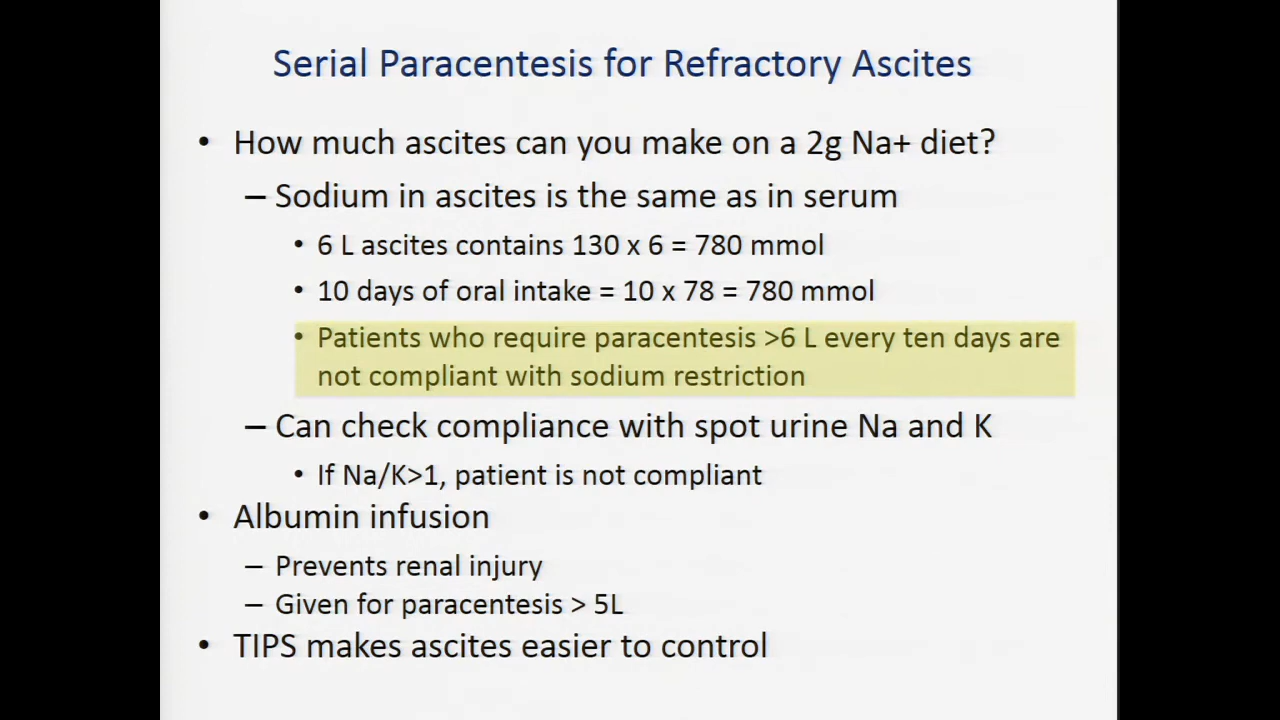 Serial Paracentesis for Refractory Ascites
• How much ascites can you make on a 2g Na+ diet?
– Sodium in ascites is the same as in serum
• 6 L ascites contains 130 x 6 = 780 mmol
• 10 days of oral intake = 10 x 78 = 780 mmol
• Patients who require paracentesis >6 L every ten days are
not compliant with sodium restriction
– Can check compliance with spot urine Na and K
• If Na/K>1, patient is not compliant
• Albumin infusion
– Prevents renal injury
– Given for paracentesis > 5L
• TIPS makes ascites easier to control